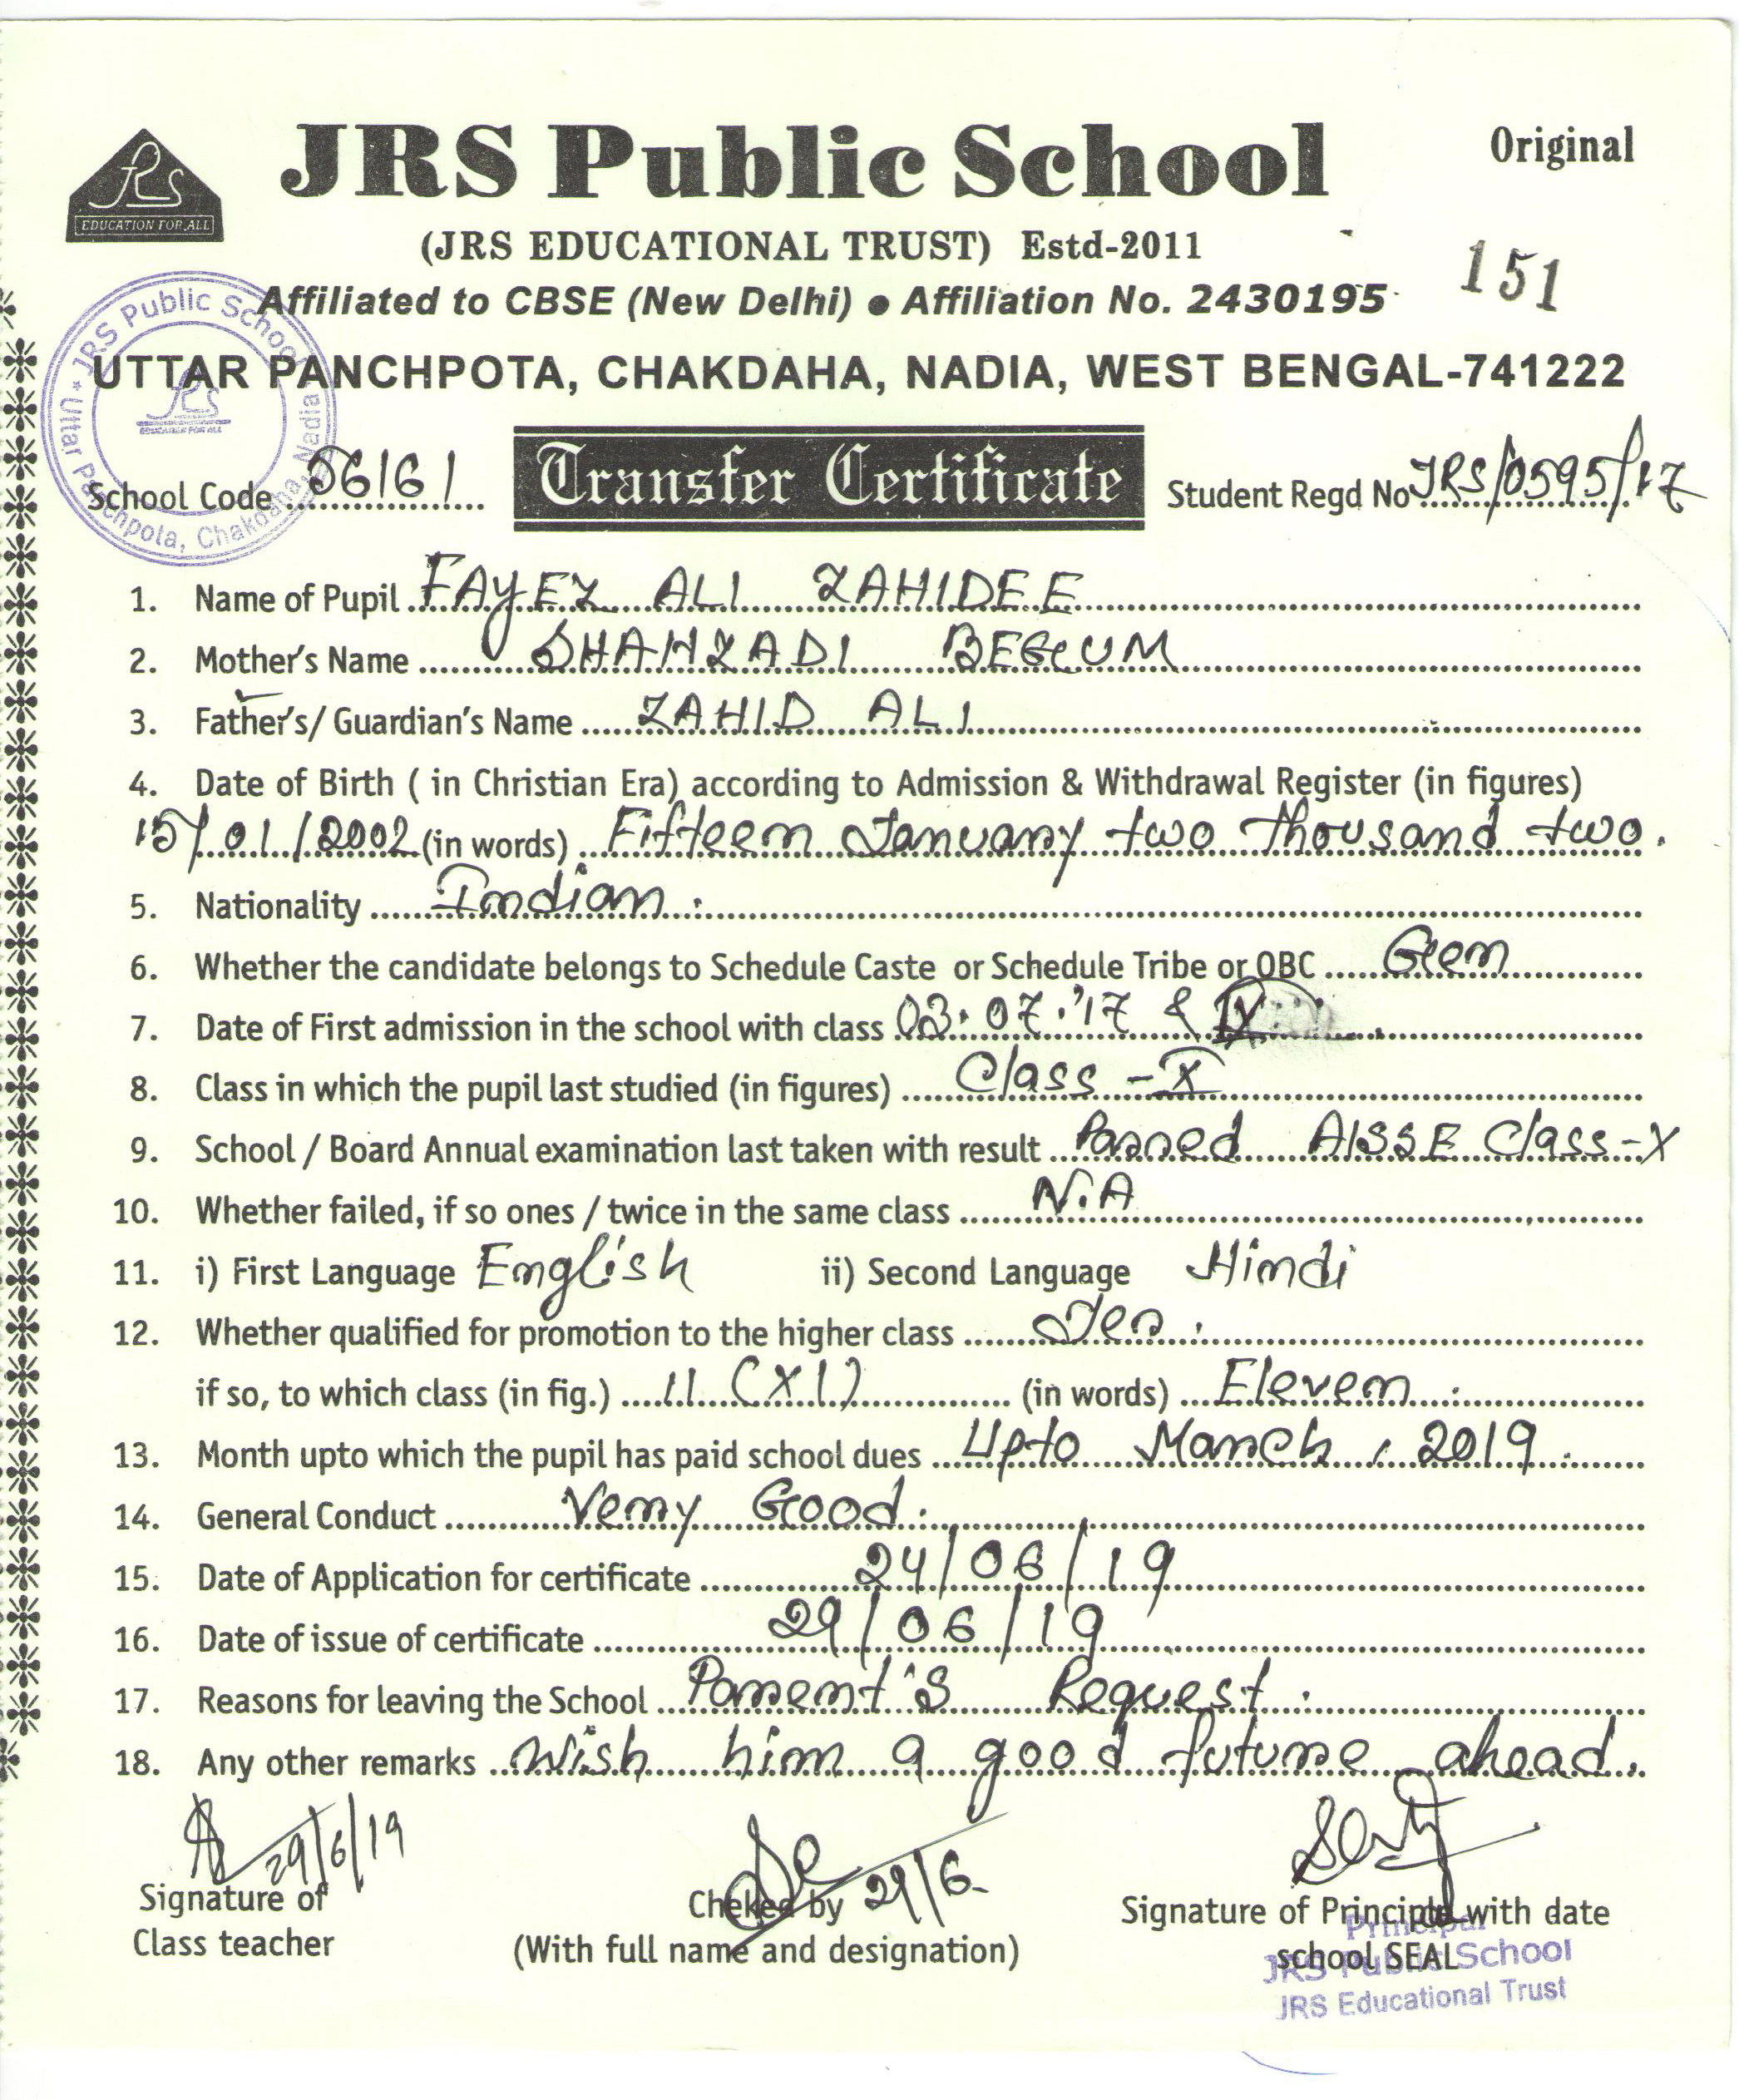 JRS Public School
Original
JRS
EDUCATION FOR ALL
(JRS EDUCATIONAL TRUST) Estd-2011
151
Affiliated to CBSE (New Delhi) ● Affiliation No. 2430195
JRS Public School
UTTAR PANCHPOTA, CHAKDAHA, NADIA, WEST BENGAL-741222
JRS
EDUCATION FOR ALL
★ Uttar Panchpota, Chakdaha, Nadia
School Code 56161 Transfer Certificate Student Regd No JRS/0595/17
1. Name of Pupil FAYEZ ALI ZAHIDEE
2. Mother's Name SHAHZADI BEGUM
3. Father's/ Guardian's Name ZAHID ALI
4. Date of Birth ( in Christian Era) according to Admission & Withdrawal Register (in figures)
15/01/2002 (in words) Fifteen January two thousand two.
5. Nationality Indian.
6. Whether the candidate belongs to Schedule Caste or Schedule Tribe or OBC Gen
7. Date of First admission in the school with class 03.07.'17 &
8. Class in which the pupil last studied (in figures) Class - X
9. School / Board Annual examination last taken with result Passed AISSE Class-X
10. Whether failed, if so ones / twice in the same class N.A
11. i) First Language English ii) Second Language Hindi
12. Whether qualified for promotion to the higher class Yes.
if so, to which class (in fig.) 11 (XI) (in words) Eleven.
13. Month upto which the pupil has paid school dues Upto March, 2019.
14. General Conduct Very Good.
15. Date of Application for certificate 24/06/19
16. Date of issue of certificate 29/06/19
17. Reasons for leaving the School Parent's Request.
18. Any other remarks Wish him a good future ahead.
29/6/19
29/6
Signature of
Class teacher
Cheked by
(With full name and designation)
Signature of Principle with date
school SEAL
Principal
JRS Public School
JRS Educational Trust